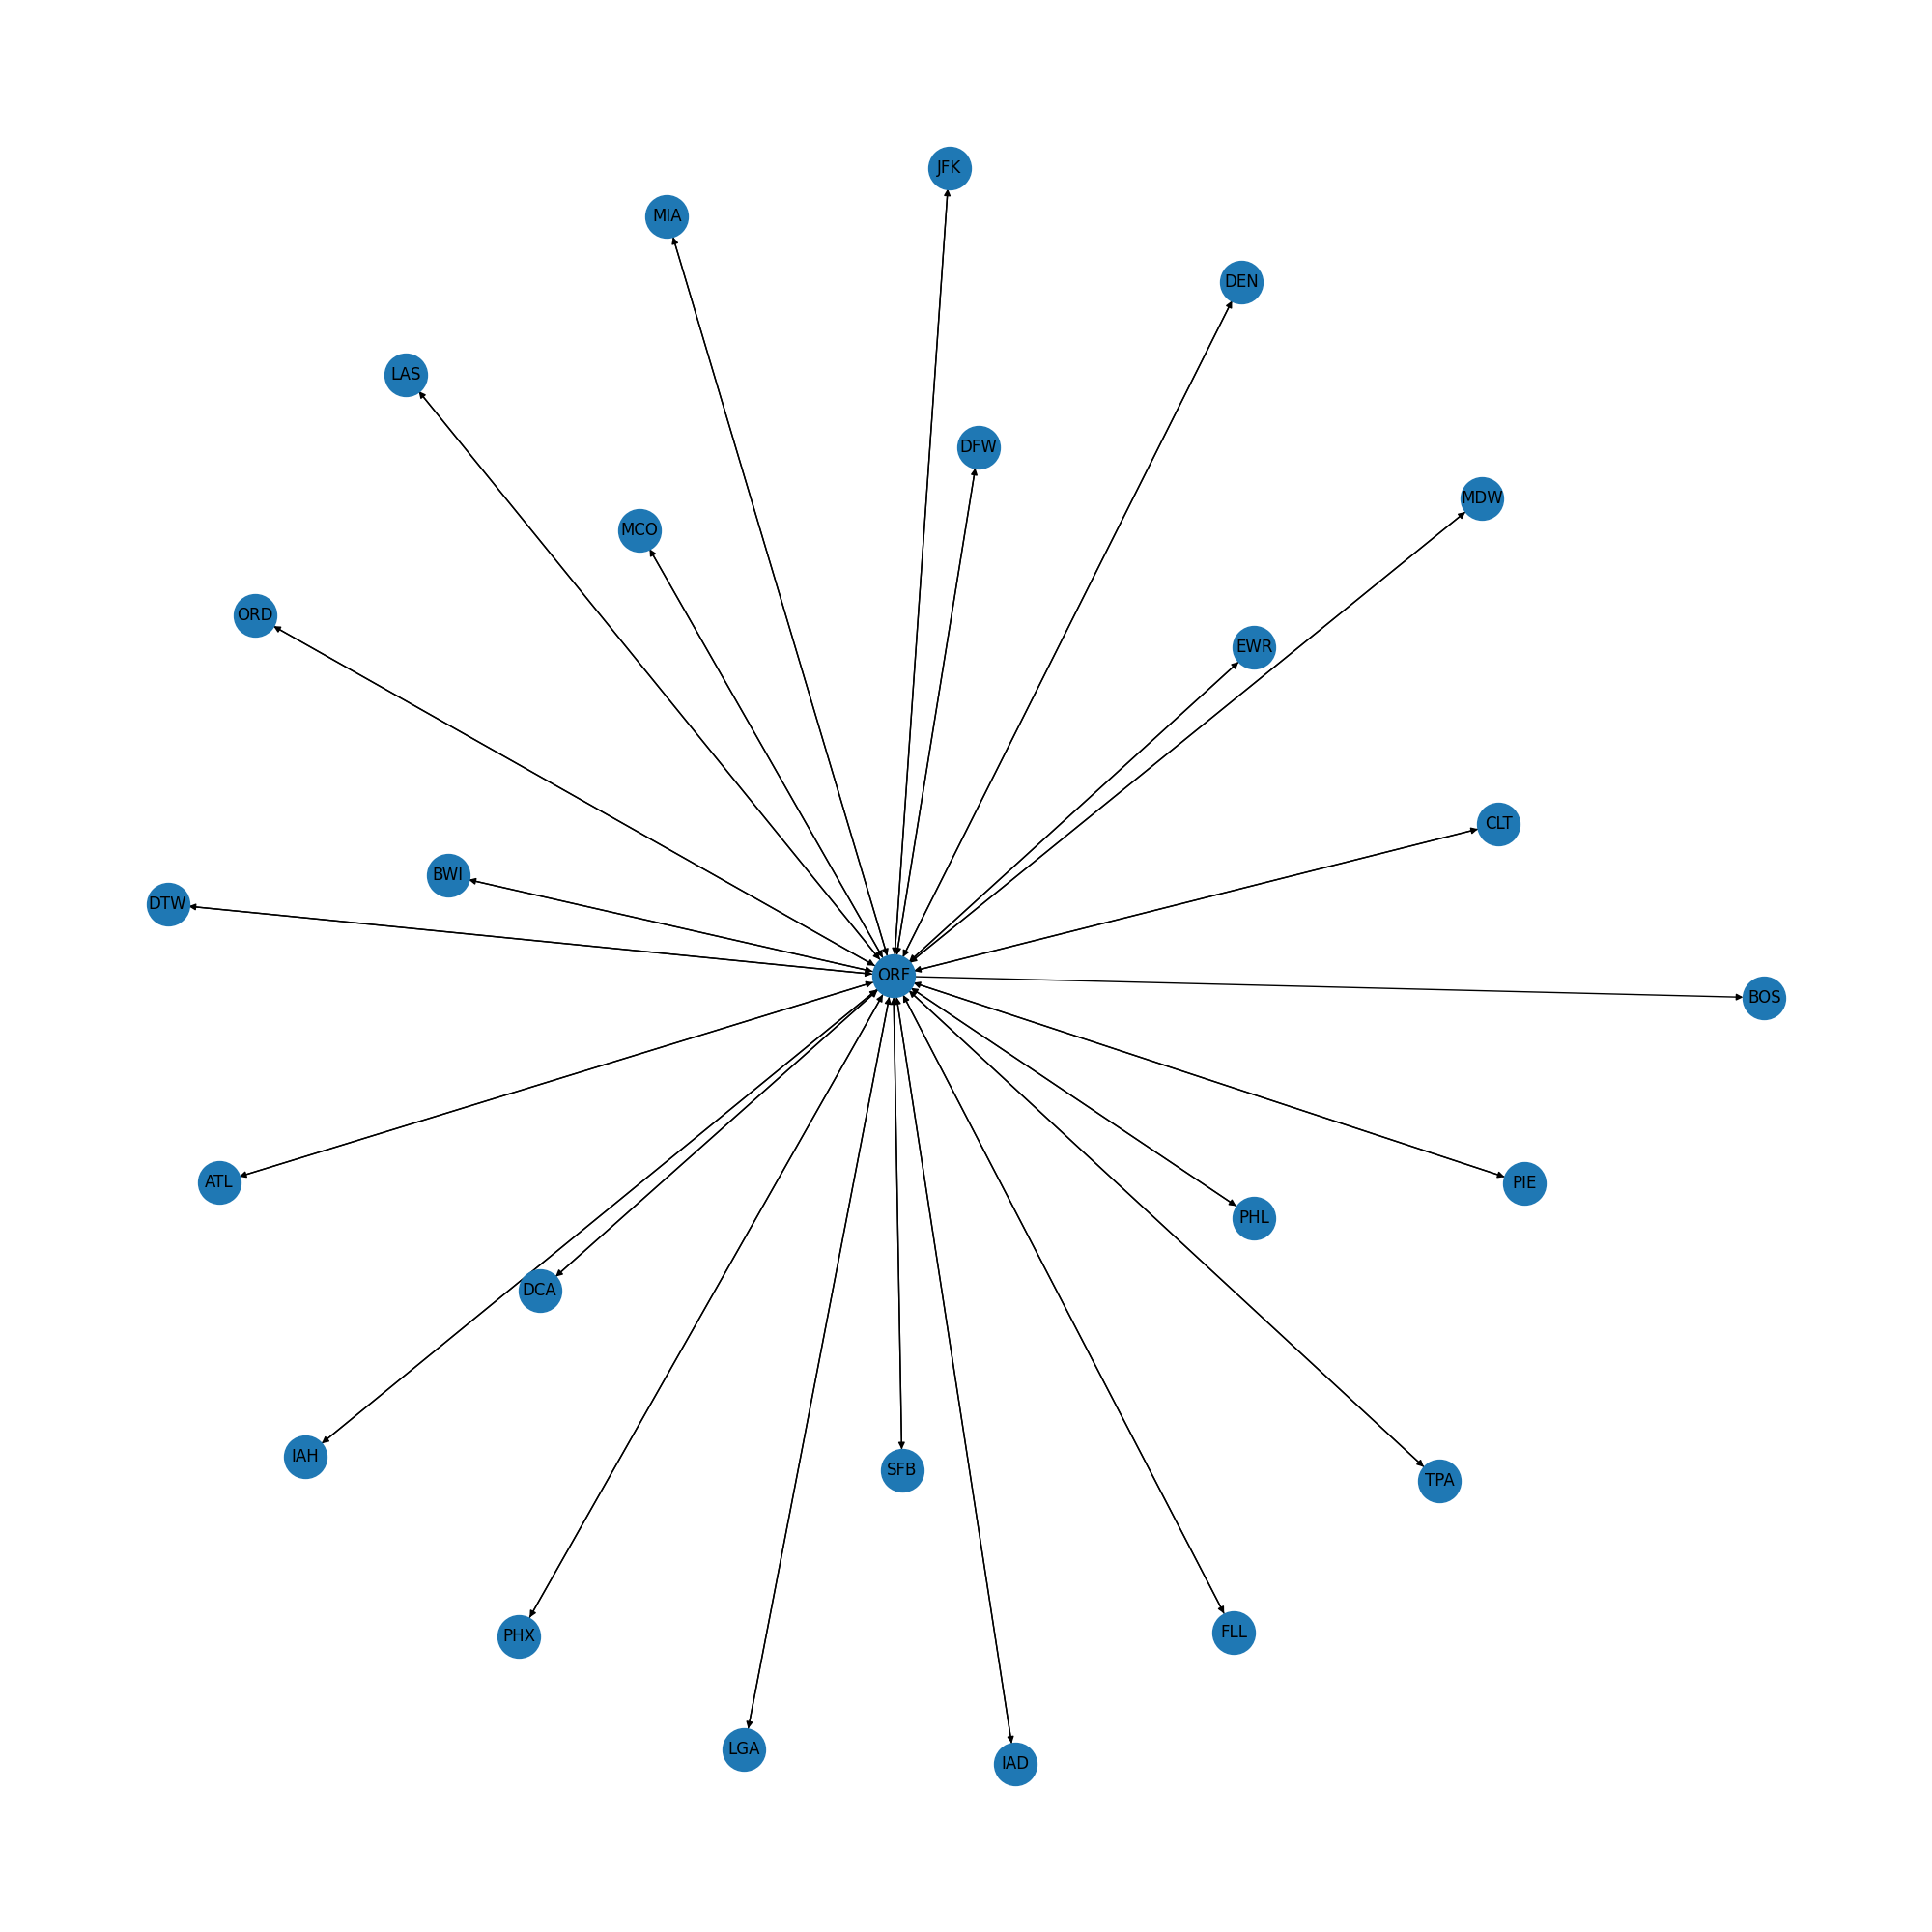 JFK
MIA
DEN
LAS
DFW
MDW
MCO
ORD
EWR
CLT
BWI
DTW
ORF
BOS
ATL
PIE
PHL
DCA
IAH
SFB
TPA
FLL
PHX
LGA
IAD